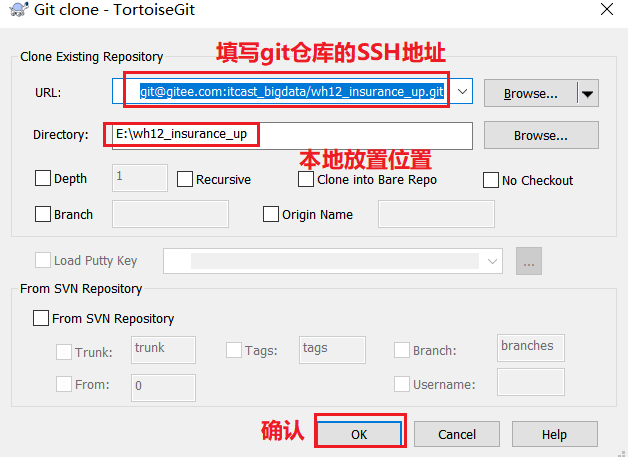 Git clone - TortoiseGit
填写git仓库的SSH地址
Clone Existing Repository
URL: git@gitee.com:itcast_bigdata/wh12_insurance_up.git Browse...
Directory: E:\wh12_insurance_up Browse...
本地放置位置
Depth 1 Recursive Clone into Bare Repo No Checkout
Branch Origin Name
Load Putty Key ...
From SVN Repository
From SVN Repository
Trunk: trunk Tags: tags Branch: branches
From: 0 Username:
确认 OK Cancel Help